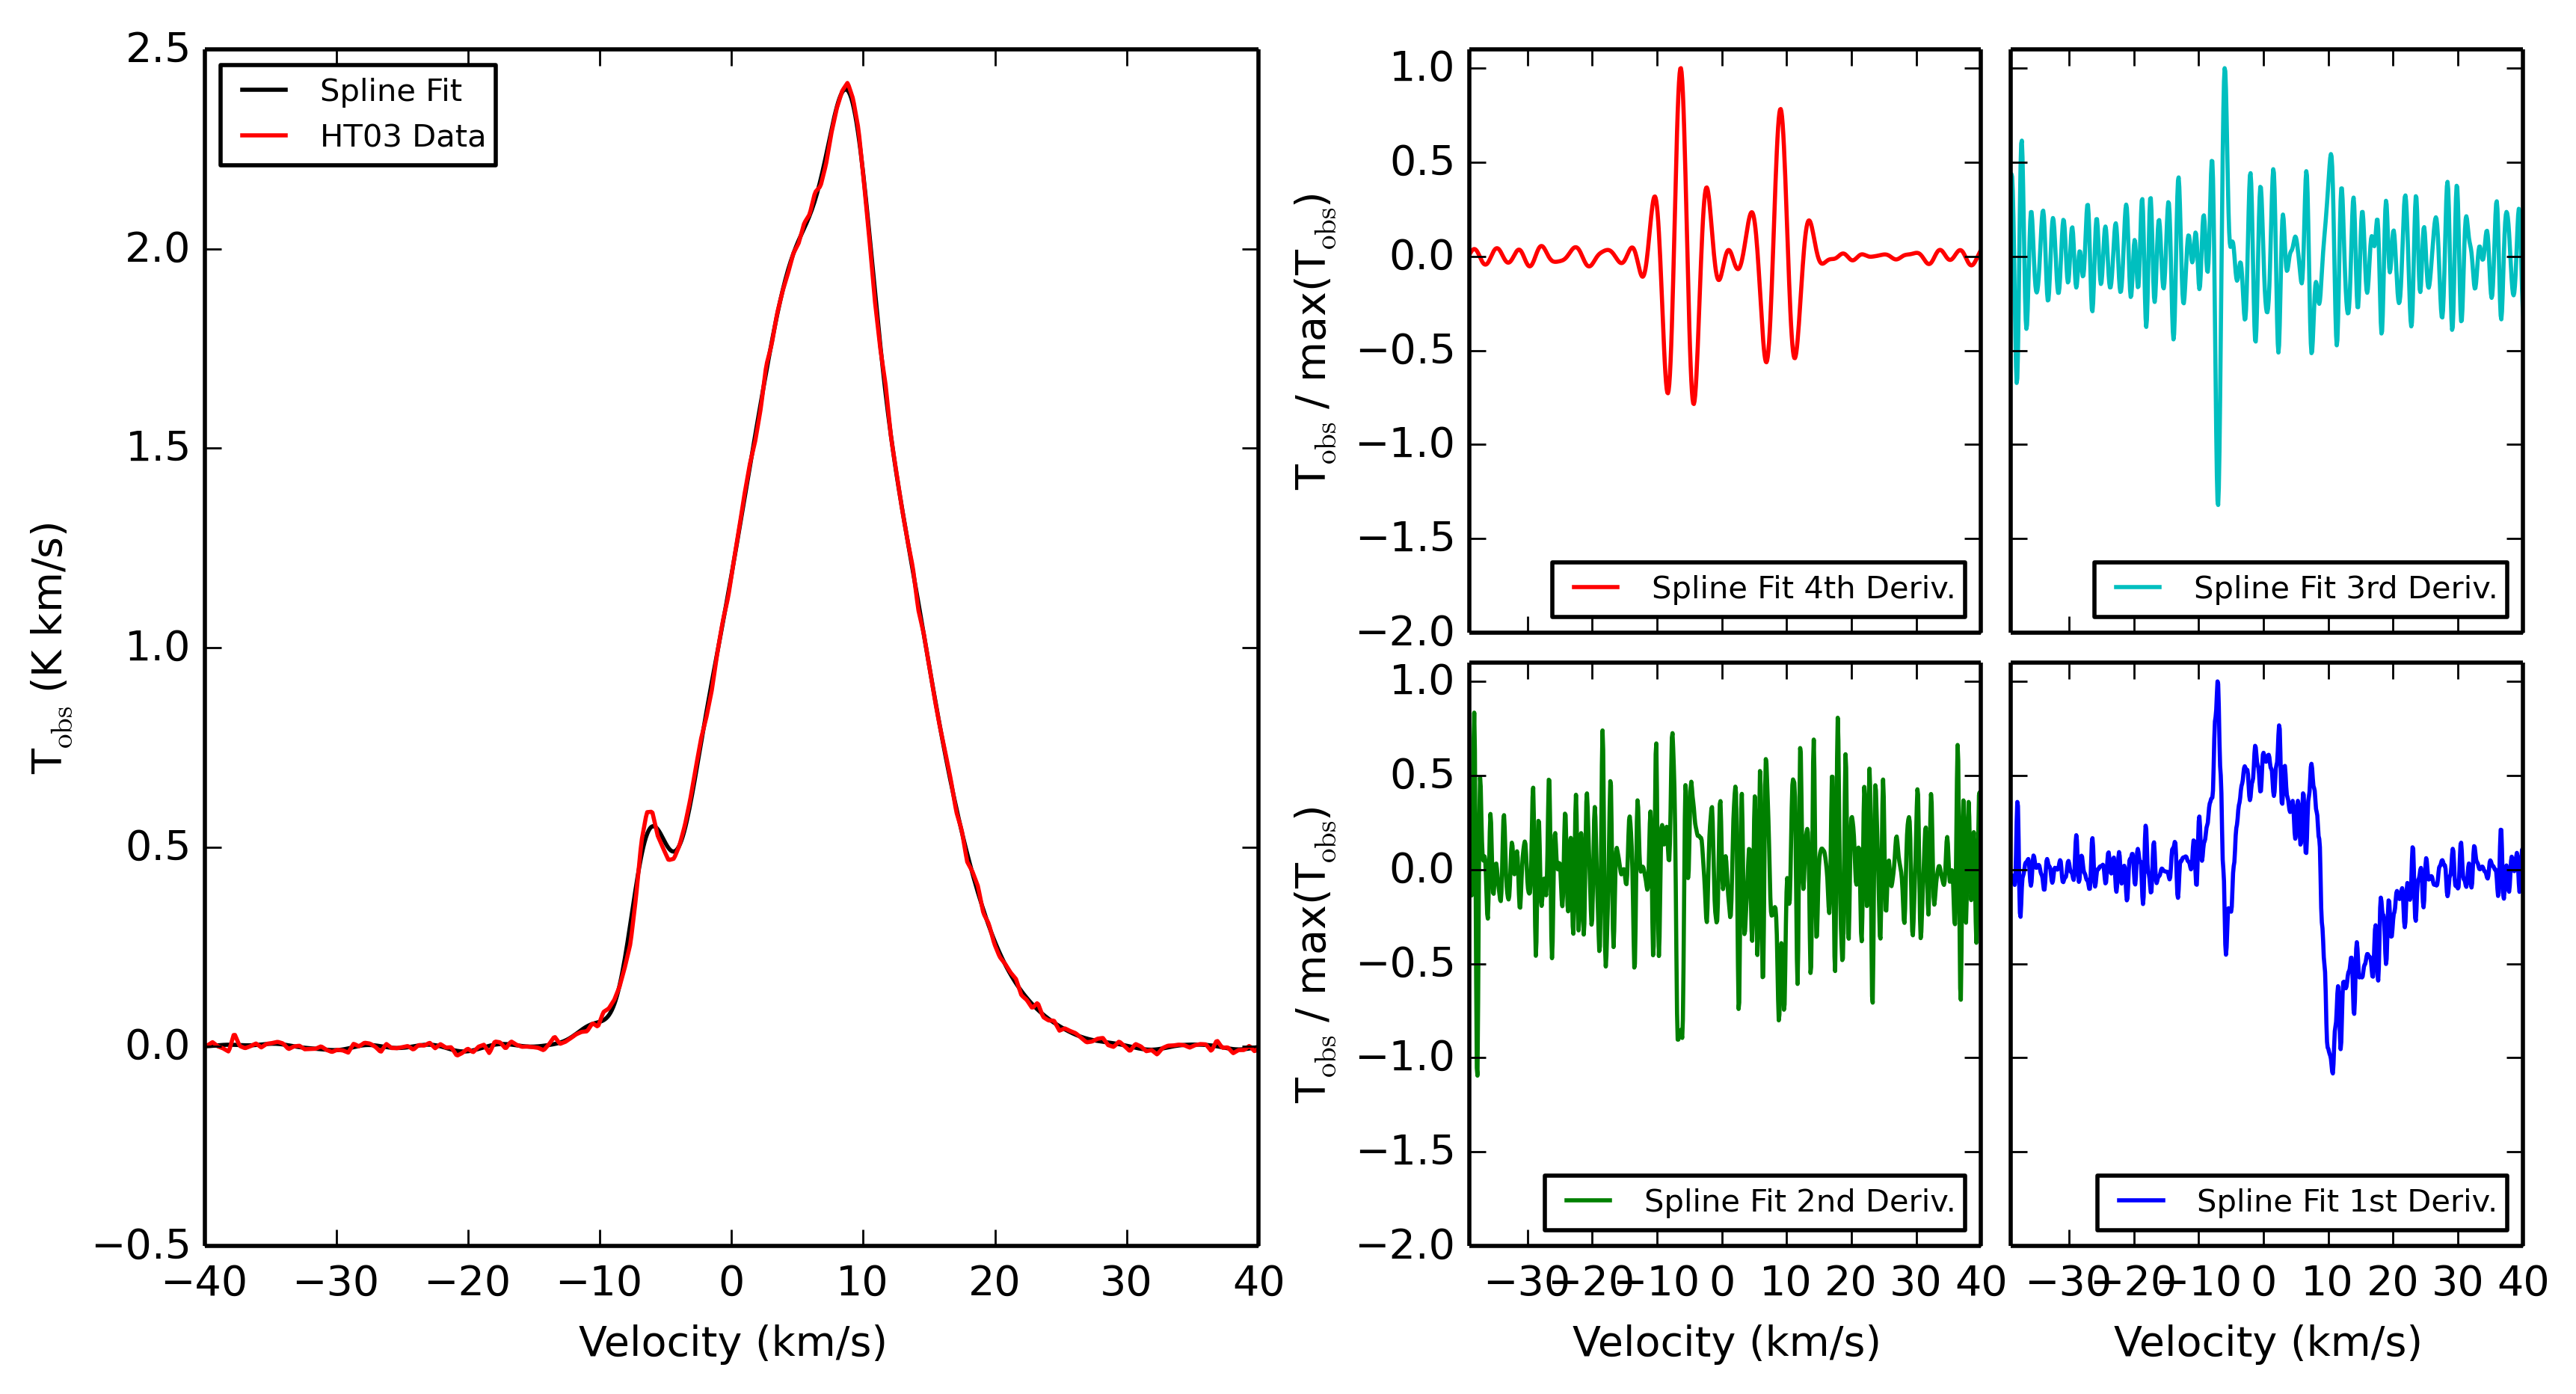 Spline Fit
HT03 Data
2.5
2.0
1.5
1.0
0.5
0.0
−0.5
T_obs (K km/s)
−40 −30 −20 −10 0 10 20 30 40
Velocity (km/s)
1.0
0.5
0.0
−0.5
−1.0
−1.5
−2.0
T_obs / max(T_obs)
Spline Fit 4th Deriv.
Spline Fit 3rd Deriv.
1.0
0.5
0.0
−0.5
−1.0
−1.5
−2.0
T_obs / max(T_obs)
Spline Fit 2nd Deriv.
−30 −20 −10 0 10 20 30 40
Velocity (km/s)
Spline Fit 1st Deriv.
−30 −20 −10 0 10 20 30 40
Velocity (km/s)